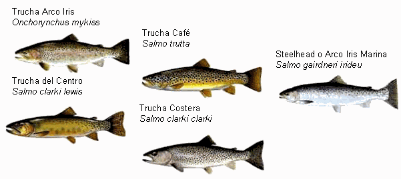 Trucha Arco Iris
Onchorynchus mykiss
Trucha Café
Salmo trutta
Steelhead o Arco Iris Marina
Salmo gairdneri irideu
Trucha del Centro
Salmo clarki lewis
Trucha Costera
Salmo clarki clarki